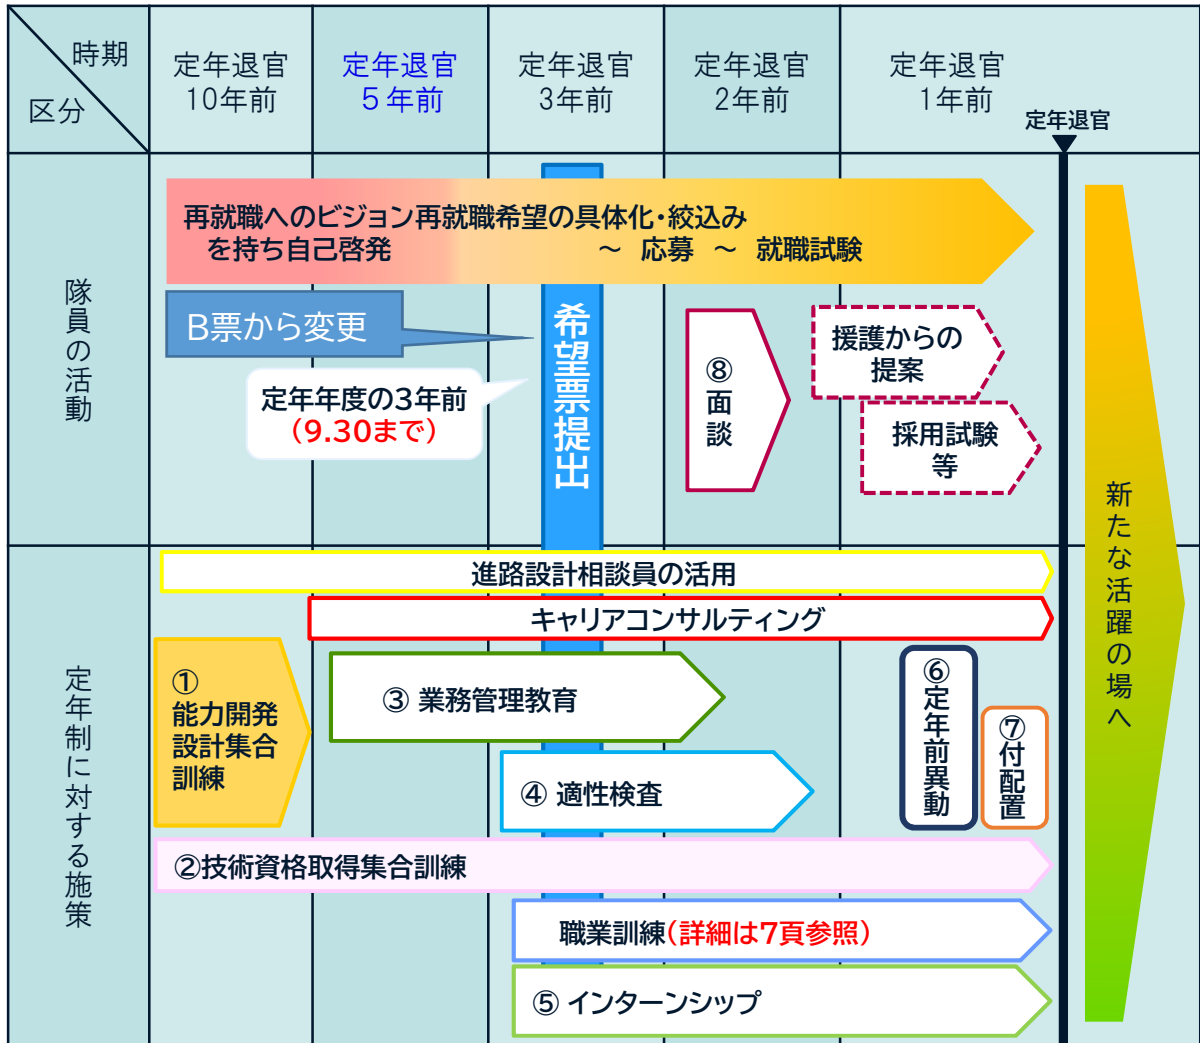 時期
区分
定年退官
10年前
定年退官
５年前
定年退官
3年前
定年退官
2年前
定年退官
1年前
定年退官
隊員の活動
再就職へのビジョン再就職希望の具体化・絞込み
を持ち自己啓発
～ 応募 ～ 就職試験
B票から変更
定年年度の3年前
(9.30まで)
希望票提出
⑧面談
援護からの
提案
採用試験
等
新たな活躍の場へ
定年制に対する施策
進路設計相談員の活用
キャリアコンサルティング
①
能力開発
設計集合
訓練
③ 業務管理教育
④ 適性検査
⑥定年前異動
⑦付配置
②技術資格取得集合訓練
職業訓練(詳細は7頁参照)
⑤ インターンシップ